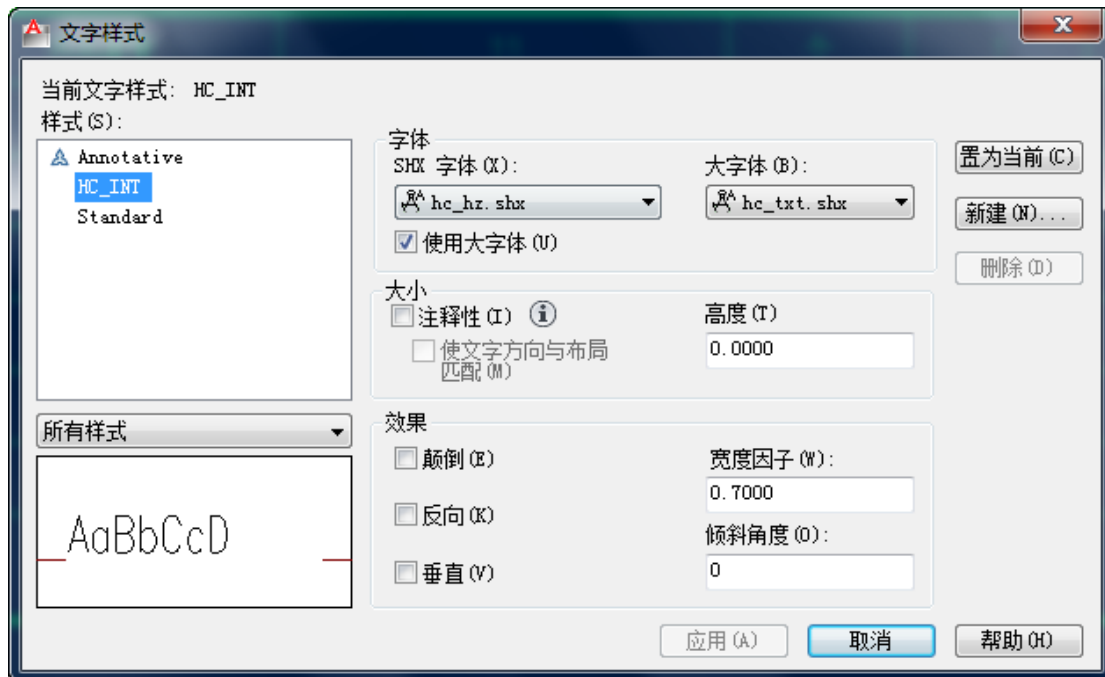 文字样式
当前文字样式: HC_INT
样式(S):
Annotative
HC_INT
Standard
所有样式
AaBbCcD
字体
SHX 字体(X):
大字体(B):
hc_hz.shx
hc_txt.shx
使用大字体(U)
大小
注释性(I)
使文字方向与布局
匹配(M)
高度(T)
0.0000
效果
颠倒(E)
反向(K)
垂直(V)
宽度因子(W):
0.7000
倾斜角度(O):
0
置为当前(C)
新建(N)...
删除(D)
应用(A)
取消
帮助(H)